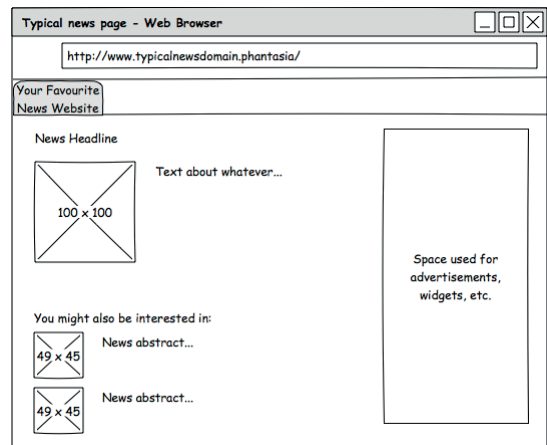 Typical news page - Web Browser
http://www.typicalnewsdomain.phantasia/
Your Favourite
News Website
News Headline
100 x 100
Text about whatever...
Space used for
advertisements,
widgets, etc.
You might also be interested in:
49 x 45
News abstract...
49 x 45
News abstract...